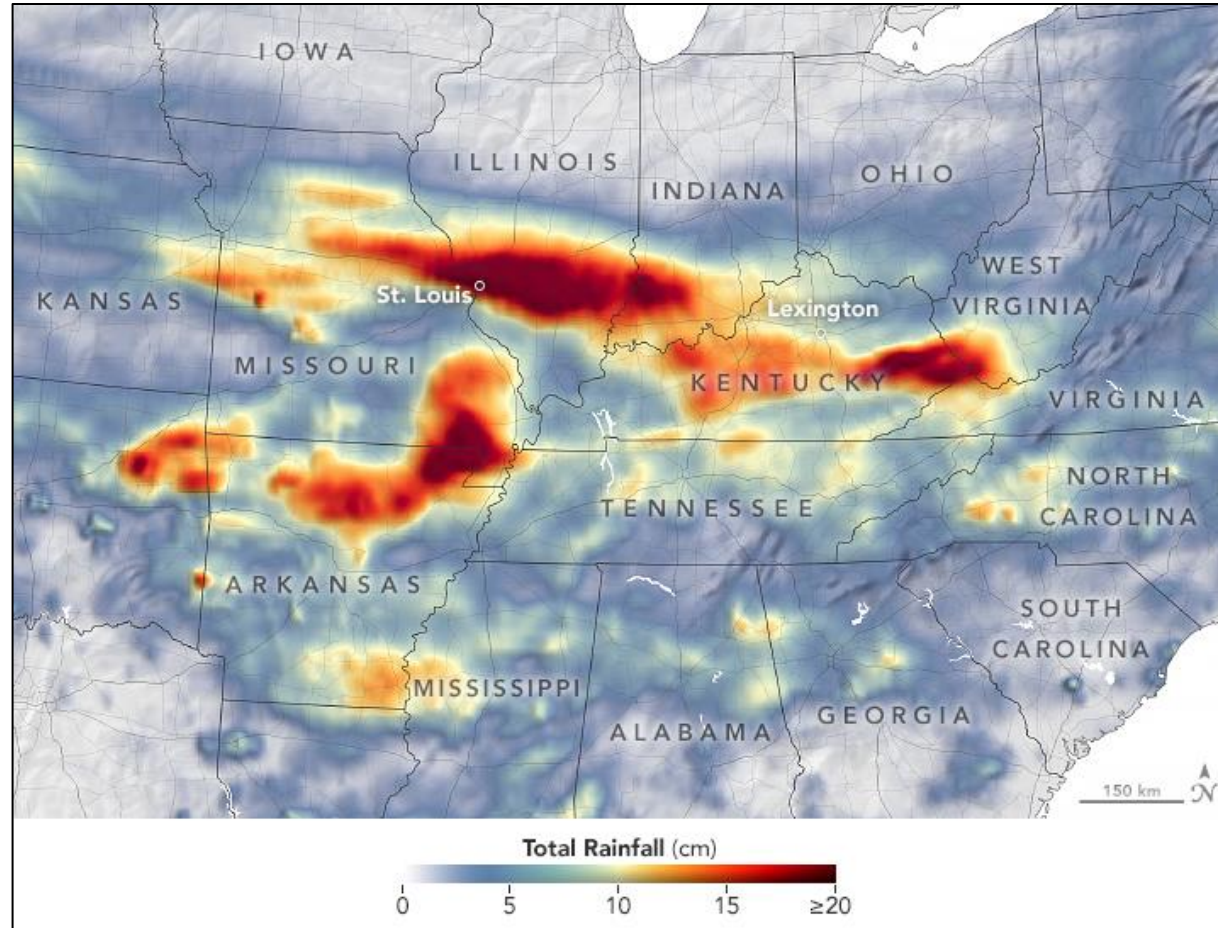 IOWA
ILLINOIS
INDIANA
OHIO
WEST
VIRGINIA
KANSAS
St. Louis
Lexington
MISSOURI
KENTUCKY
VIRGINIA
NORTH
CAROLINA
TENNESSEE
ARKANSAS
SOUTH
CAROLINA
MISSISSIPPI
GEORGIA
ALABAMA
150 km
N
Total Rainfall (cm)
0 5 10 15 ≥20